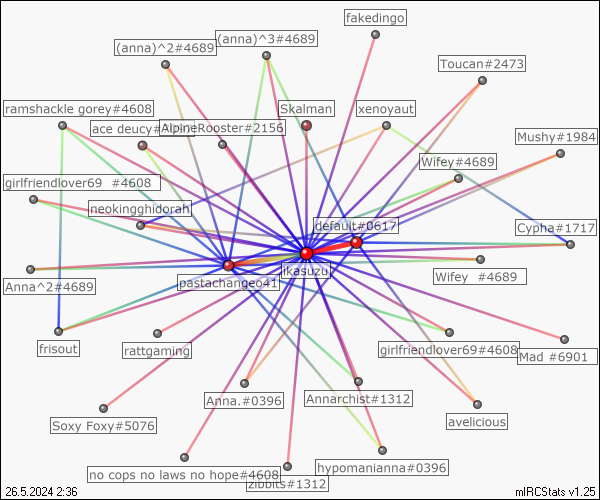 fakedingo
(anna)^2#4689
(anna)^3#4689
Toucan#2473
ramshackle gorey#4608
ace deucy#
AlpineRooster#2156
Skalman
xenoyaut
Mushy#1984
Wifey#4689
girlfriendlover69 #4608
neokingghidorah
default#0617
Cypha#1717
Anna^2#4689
pastachangeo41
ikasuzu
Wifey #4689
frisout
rattgaming
girlfriendlover69#4608
Mad #6901
Anna.#0396
Annarchist#1312
Soxy Foxy#5076
avelicious
no cops no laws no hope#4608
zibbits#1312
hypomanianna#0396
26.5.2024 2:36
mIRCStats v1.25